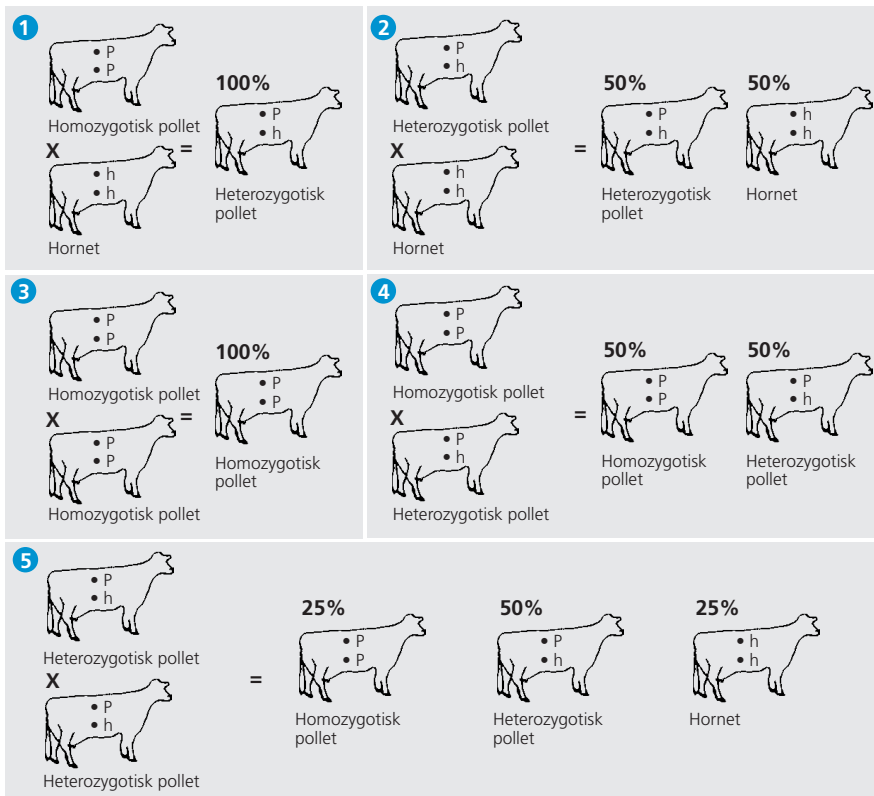 1
• P
• P
Homozygotisk pollet
X
• h
• h
Hornet
=
100%
• P
• h
Heterozygotisk
pollet
2
• P
• h
Heterozygotisk pollet
X
• h
• h
Hornet
=
50%
• P
• h
Heterozygotisk
pollet
50%
• h
• h
Hornet
3
• P
• P
Homozygotisk pollet
X
• P
• P
Homozygotisk pollet
=
100%
• P
• P
Homozygotisk
pollet
4
• P
• P
Homozygotisk pollet
X
• P
• h
Heterozygotisk pollet
=
50%
• P
• P
Homozygotisk
pollet
50%
• P
• h
Heterozygotisk
pollet
5
• P
• h
Heterozygotisk pollet
X
• P
• h
Heterozygotisk pollet
=
25%
• P
• P
Homozygotisk
pollet
50%
• P
• h
Heterozygotisk
pollet
25%
• h
• h
Hornet